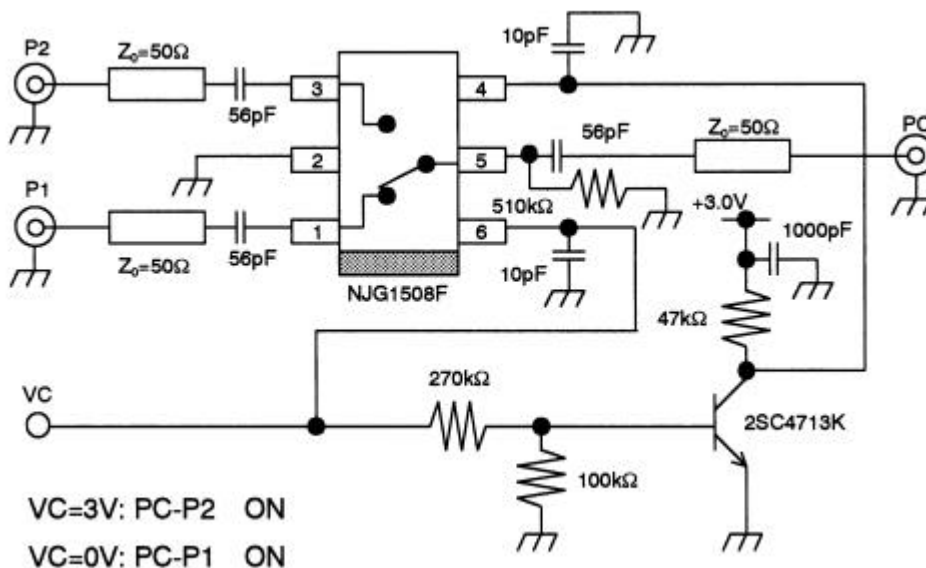 P2
Z₀=50Ω
56pF
3
4
10pF
2
5
56pF
Z₀=50Ω
PC
P1
Z₀=50Ω
56pF
1
6
510kΩ
10pF
NJG1508F
+3.0V
1000pF
47kΩ
VC
270kΩ
100kΩ
2SC4713K
VC=3V: PC-P2 ON
VC=0V: PC-P1 ON